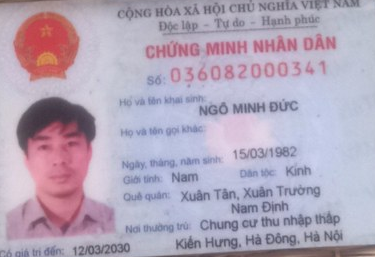 CỘNG HÒA XÃ HỘI CHỦ NGHĨA VIỆT NAM
Độc lập - Tự do - Hạnh phúc
CHỨNG MINH NHÂN DÂN
Số: 036082000341
Họ và tên khai sinh:
NGÔ MINH ĐỨC
Họ và tên gọi khác:
Ngày, tháng, năm sinh: 15/03/1982
Giới tính: Nam Dân tộc: Kinh
Quê quán: Xuân Tân, Xuân Trường
Nam Định
Nơi thường trú: Chung cư thu nhập thấp
Có giá trị đến: 12/03/2030 Kiến Hưng, Hà Đông, Hà Nội